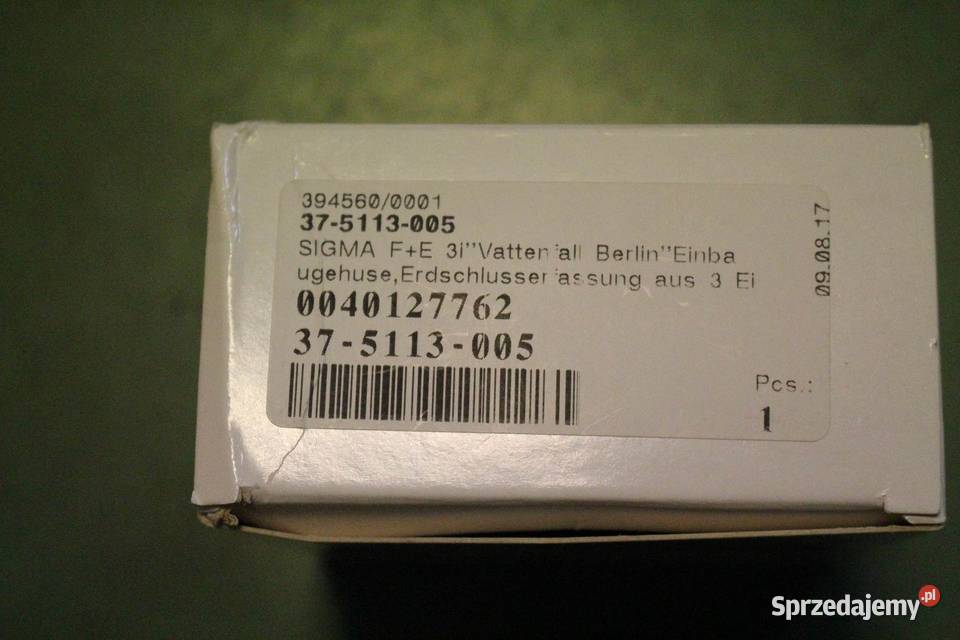 394560/0001
37-5113-005
SIGMA F+E 3i"Vattenfall Berlin"Einba
ugehuse,Erdschlusserfassung aus 3 Ei
0040127762
37-5113-005
Pcs.:
1
09.08.17
Sprzedajemy.pl